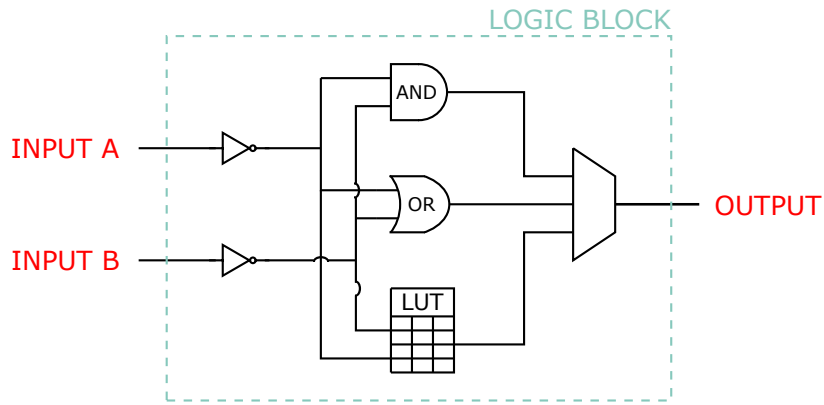 LOGIC BLOCK
AND
INPUT A
OR
OUTPUT
INPUT B
LUT